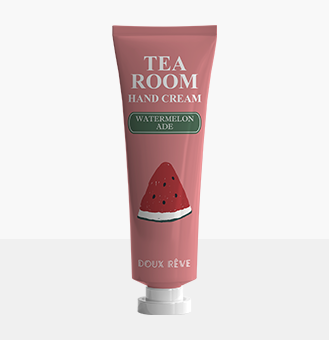 TEA
ROOM
HAND CREAM
WATERMELON
ADE
DOUX RÊVE